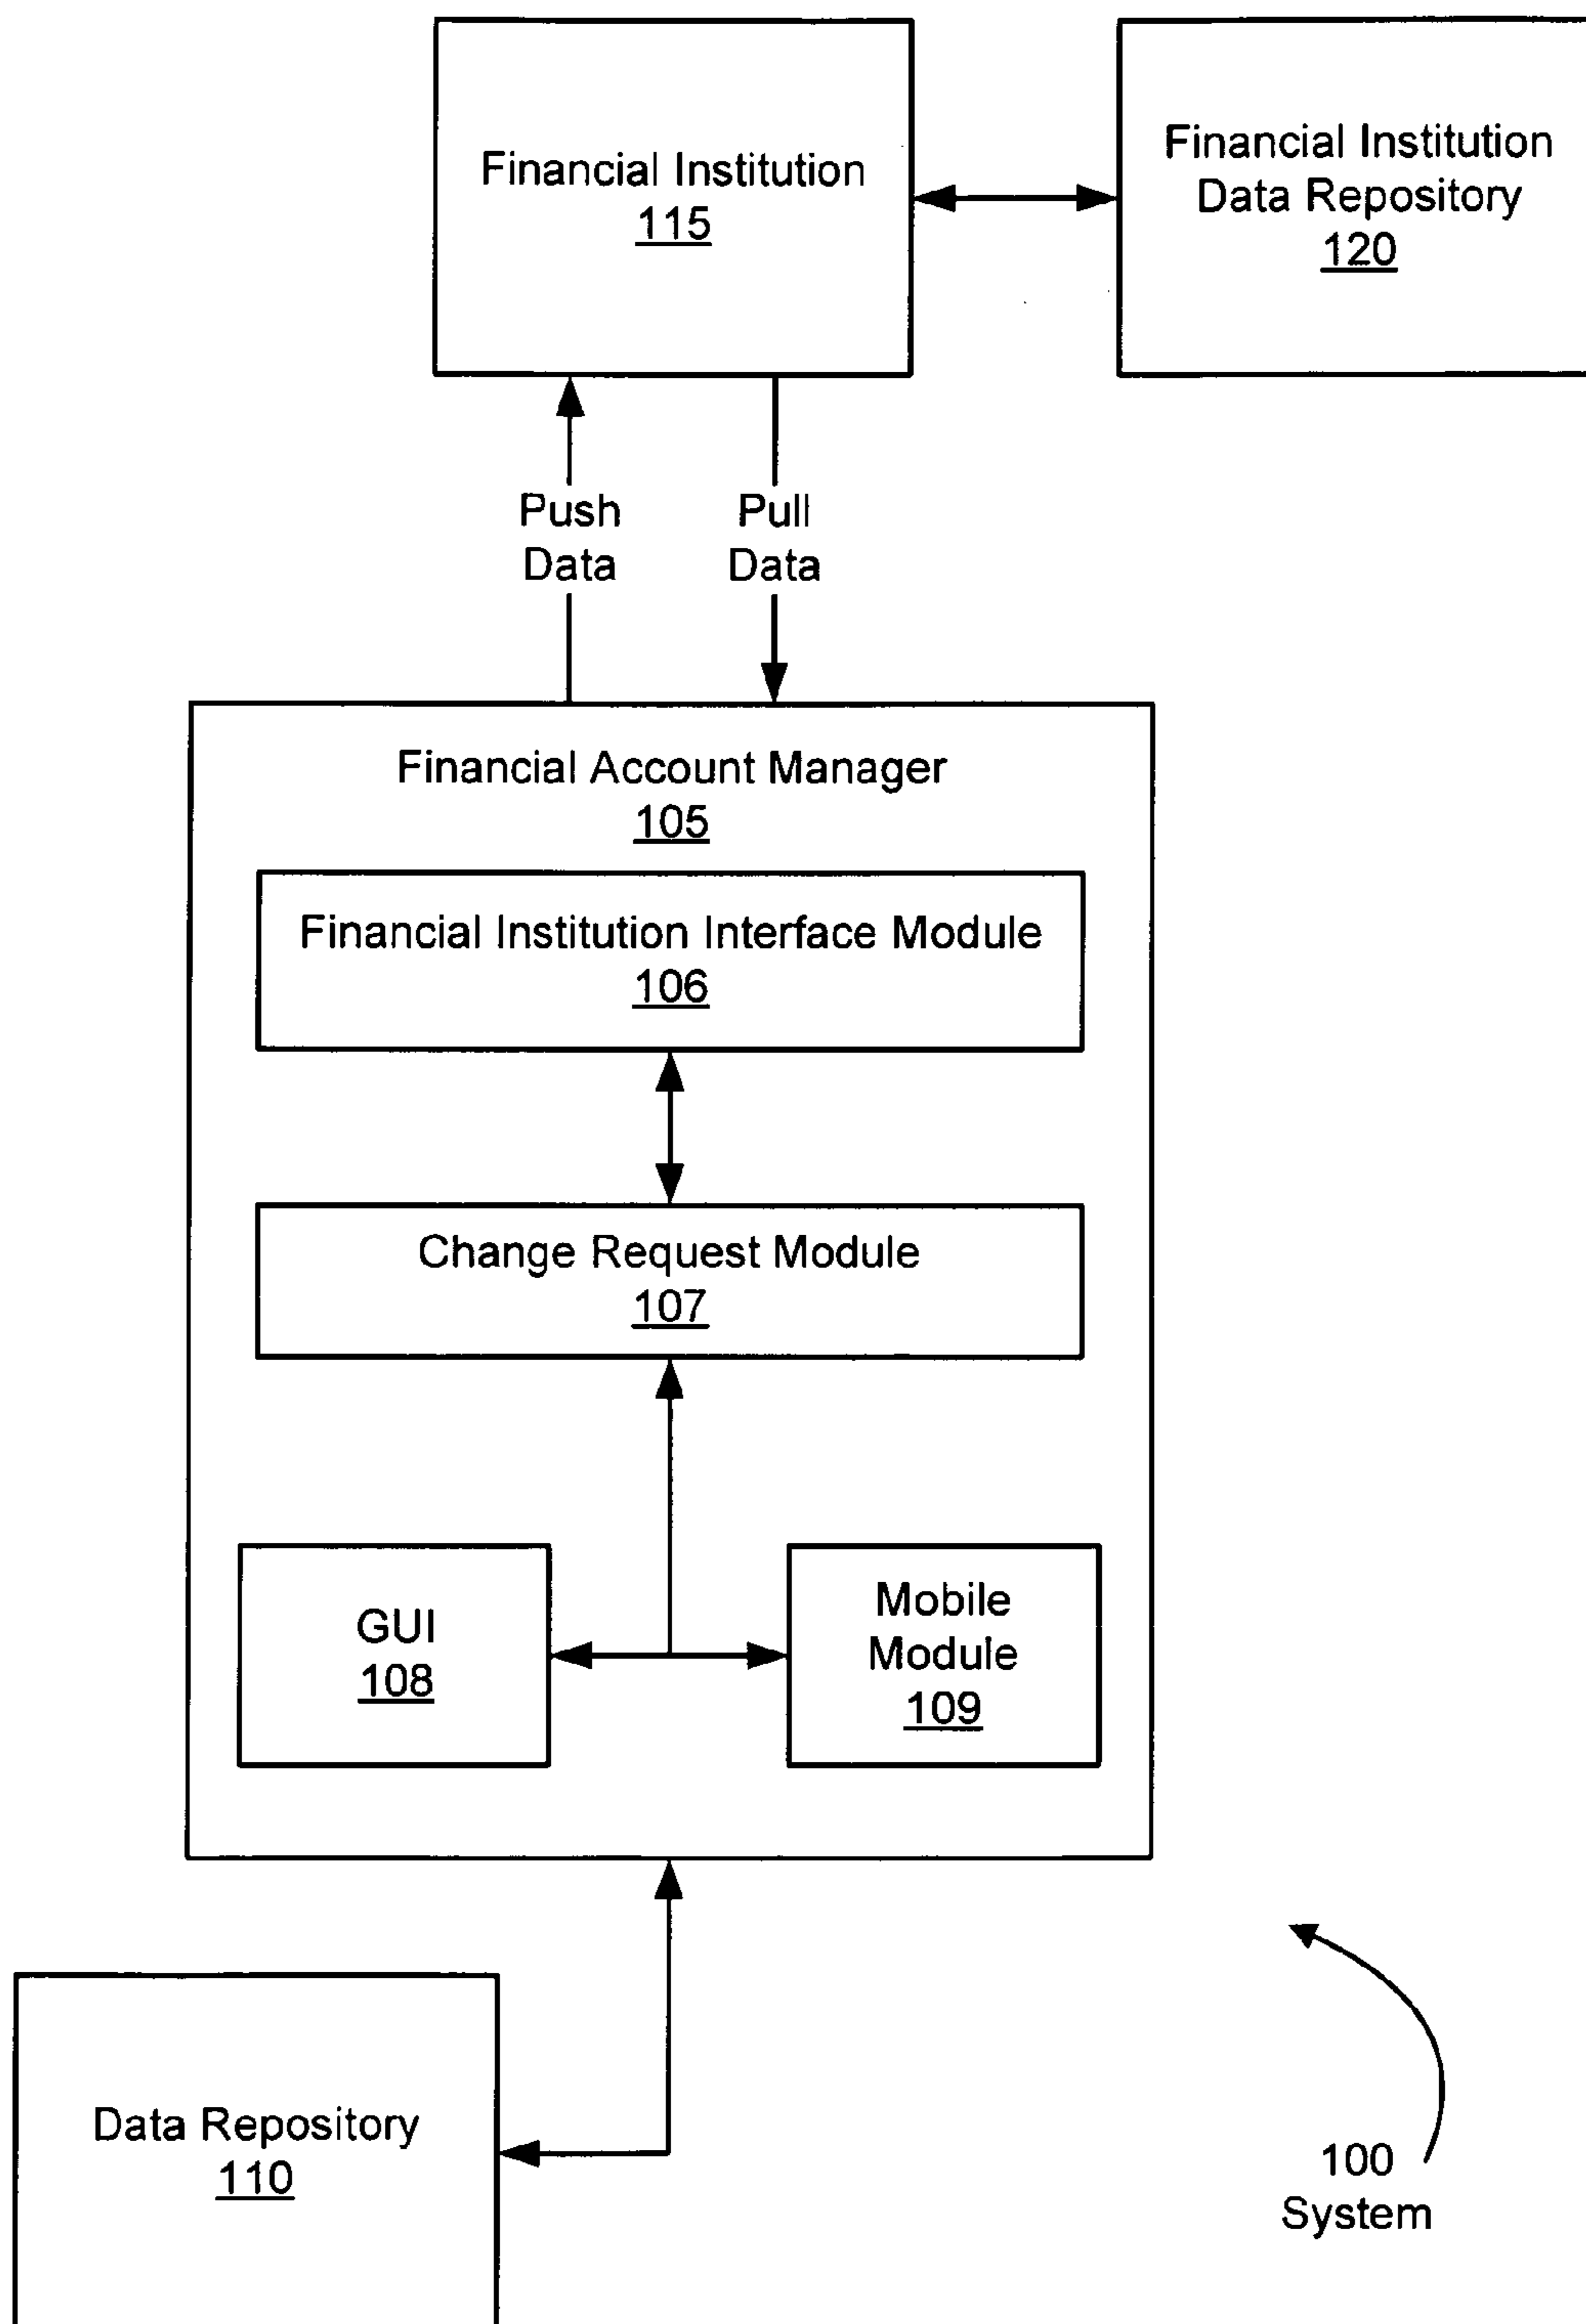 Financial Institution
115
Financial Institution
Data Repository
120
Push
Data
Pull
Data
Financial Account Manager
105
Financial Institution Interface Module
106
Change Request Module
107
GUI
108
Mobile
Module
109
Data Repository
110
100
System